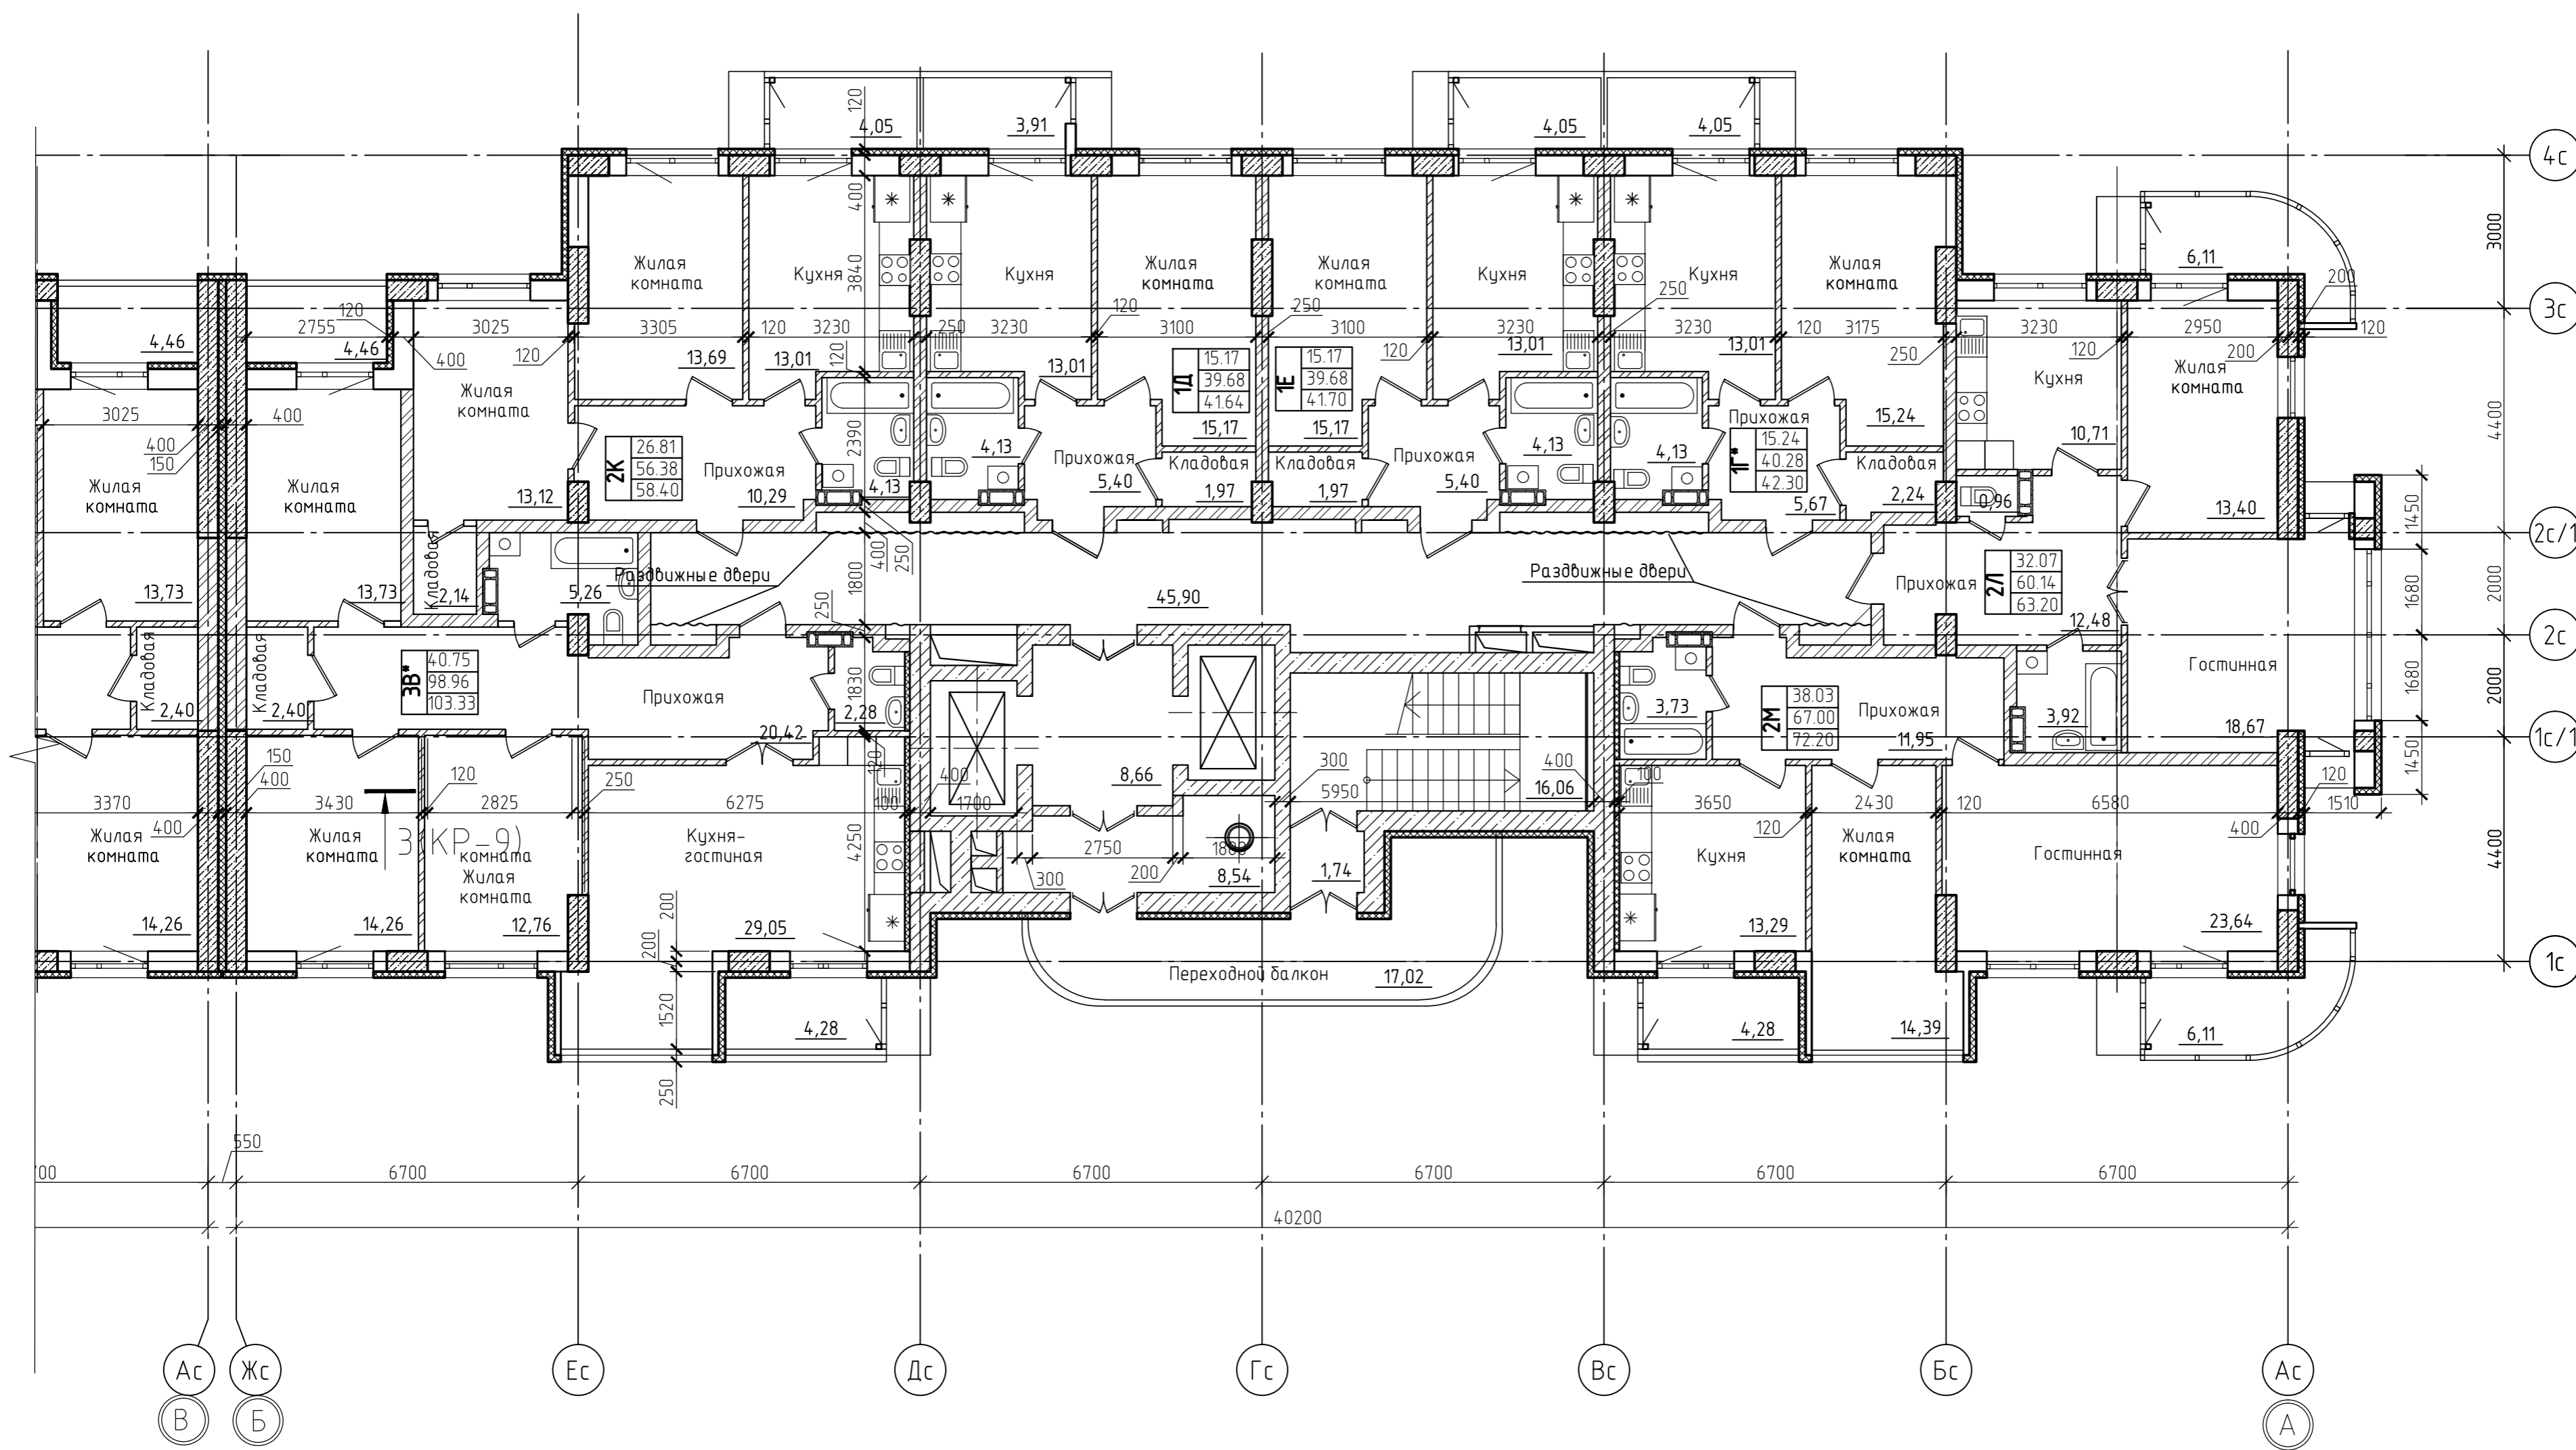 4,05
3,91
4,05
4,05
120
4с
3000
6,11
200
400
3840
Жилая
комната
Кухня
Кухня
Жилая
комната
Жилая
комната
Кухня
Кухня
Жилая
комната
250
250
3с
120
2755
3025
3305
120
3230
250
3230
120
3100
3100
3230
3230
120
3175
3230
2950
120
4,46
4,46
400
120
13,69
13,01
120
13,01
120
13,01
13,01
250
120
200
1Д
15.17
39.68
41.64
1Е
15.17
39.68
41.70
Жилая
комната
Кухня
Жилая
комната
3025
400
400
150
2390
15,17
15,17
Прихожая
15,24
10,71
4400
2К
26.81
56.38
58.40
Прихожая
10,29
4,13
4,13
Прихожая
5,40
Кладовая
1,97
Кладовая
1,97
Прихожая
5,40
4,13
4,13
1Г*
15.24
40.28
42.30
5,67
Кладовая
2,24
0,96
13,40
Жилая
комната
Жилая
комната
13,12
1450
2с/1
400
250
1800
Кладовая
2,14
5,26
Раздвижные двери
Раздвижные двери
45,90
13,73
13,73
Прихожая
2Л
32.07
60.14
63.20
12,48
1680
2000
250
2с
Кладовая
2,40
Кладовая
2,40
3В*
40.75
98.96
103.33
Прихожая
20,42
1830
2,28
120
3,73
2М
38.03
67.00
72.20
Прихожая
11,95
3,92
Гостинная
18,67
1680
2000
1с/1
1450
150
400
120
250
400
8,66
300
5950
400
16,06
100
120
3370
400
3430
2825
6275
100
1700
3650
120
2430
120
6580
400
1510
Жилая
комната
Жилая
комната
3(КР-9)
комната
Жилая
комната
Кухня-
гостиная
4250
2750
1800
300
200
8,54
1,74
Кухня
Жилая
комната
Гостинная
4400
14,26
14,26
12,76
200
200
29,05
13,29
23,64
1с
Переходной балкон
17,02
1520
4,28
4,28
14,39
6,11
250
550
6700
6700
6700
6700
6700
6700
40200
Ас
Жс
Ес
Дс
Гс
Вс
Бс
Ас
В
Б
А